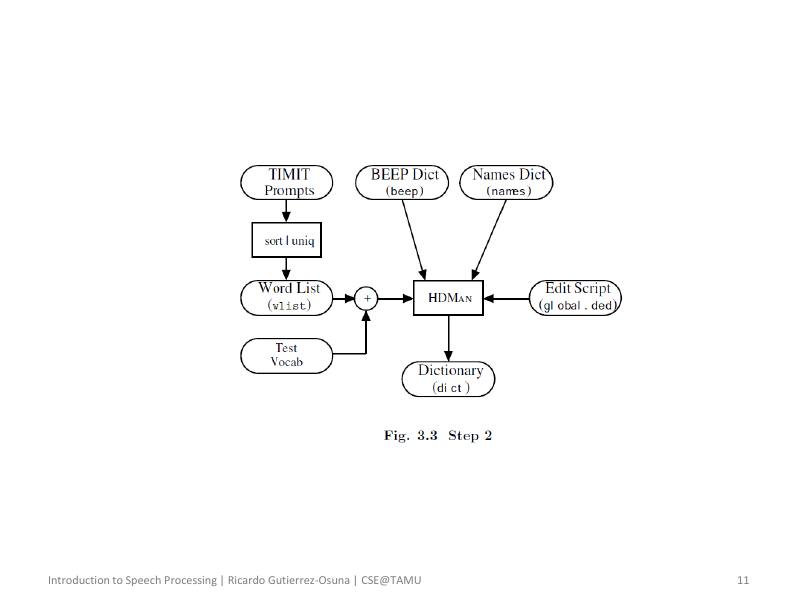 TIMIT
Prompts
BEEP Dict
(beep)
Names Dict
(names)
sort | uniq
Word List
(wlist)
+
HDMAN
Edit Script
(global.ded)
Test
Vocab
Dictionary
(dict)
Fig. 3.3 Step 2
Introduction to Speech Processing | Ricardo Gutierrez-Osuna | CSE@TAMU
11